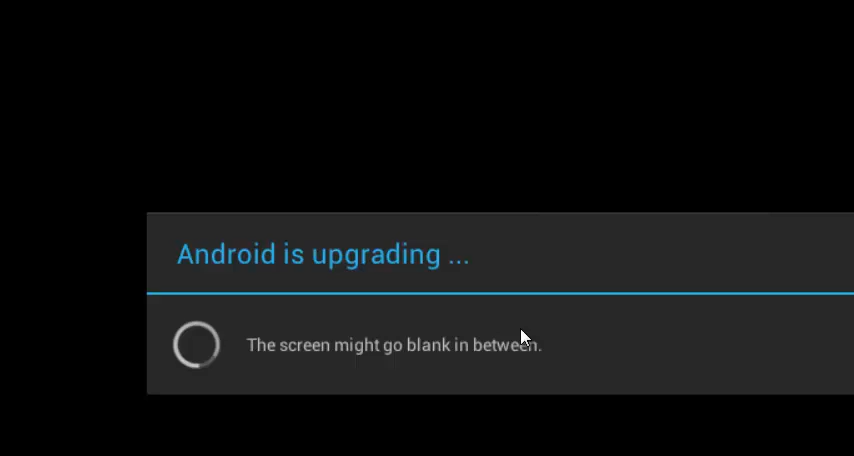 Android is upgrading ...
The screen might go blank in between.